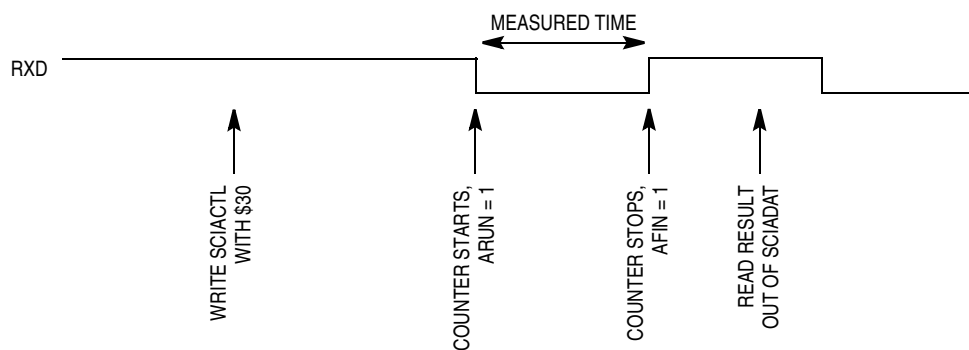 MEASURED TIME
RXD
WRITE SCIACTL
WITH $30
COUNTER STARTS,
ARUN = 1
COUNTER STOPS,
AFIN = 1
READ RESULT
OUT OF SCIADAT